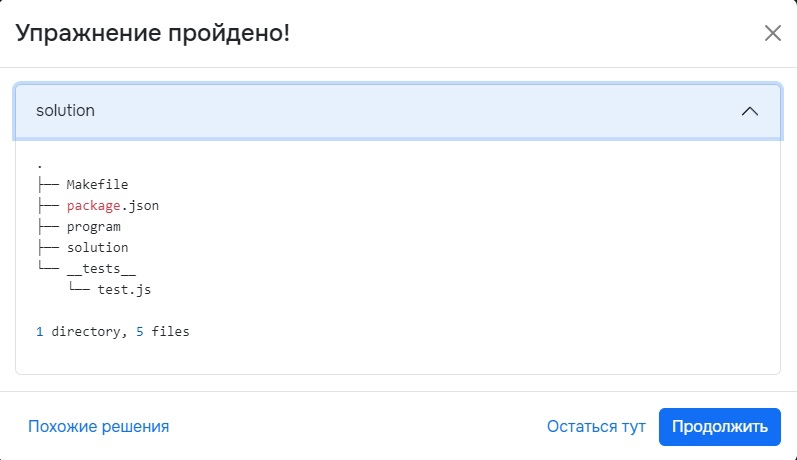 Упражнение пройдено!
solution
.
├── Makefile
├── package.json
├── program
├── solution
└── __tests__
    └── test.js
1 directory, 5 files
Похожие решения
Остаться тут
Продолжить